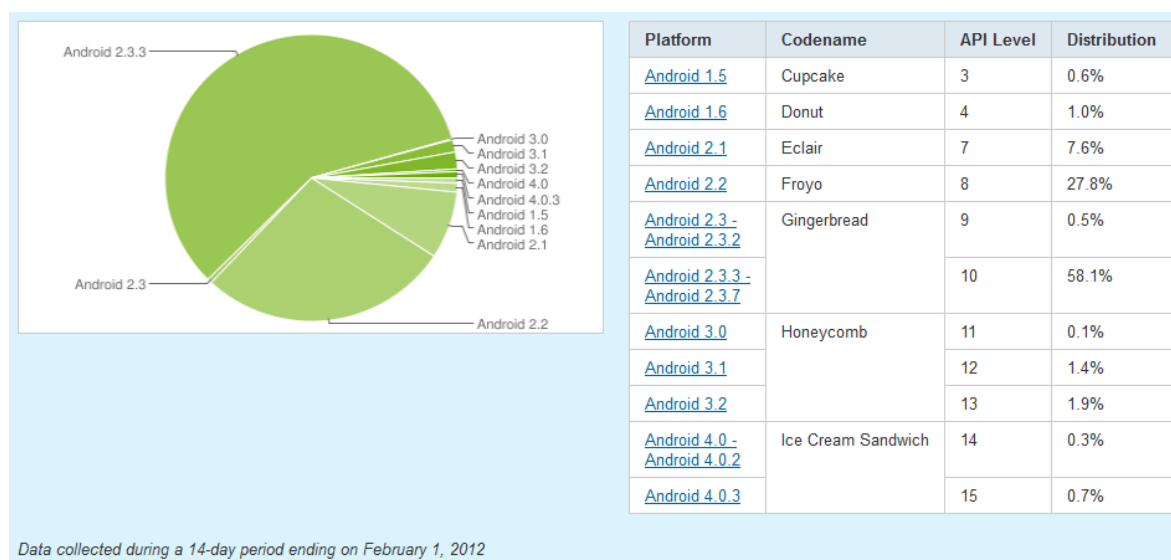 Android 2.3.3
Android 3.0
Android 3.1
Android 3.2
Android 4.0
Android 4.0.3
Android 1.5
Android 1.6
Android 2.1
Android 2.3
Android 2.2
Platform Codename API Level Distribution
Android 1.5 Cupcake 3 0.6%
Android 1.6 Donut 4 1.0%
Android 2.1 Eclair 7 7.6%
Android 2.2 Froyo 8 27.8%
Android 2.3 - Gingerbread 9 0.5%
Android 2.3.2
Android 2.3.3 - 10 58.1%
Android 2.3.7
Android 3.0 Honeycomb 11 0.1%
Android 3.1 12 1.4%
Android 3.2 13 1.9%
Android 4.0 - Ice Cream Sandwich 14 0.3%
Android 4.0.2
Android 4.0.3 15 0.7%
Data collected during a 14-day period ending on February 1, 2012